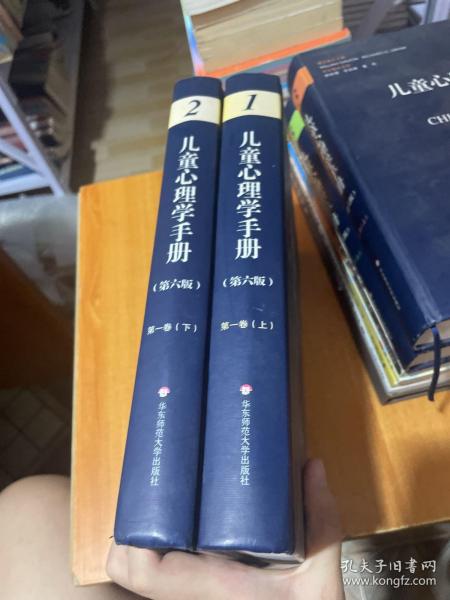 2
儿童心理学手册
（第六版）
第一卷（下）
华东师范大学出版社
1
儿童心理学手册
（第六版）
第一卷（上）
华东师范大学出版社
儿童心
CH
孔夫子旧书网
www.kongfz.com